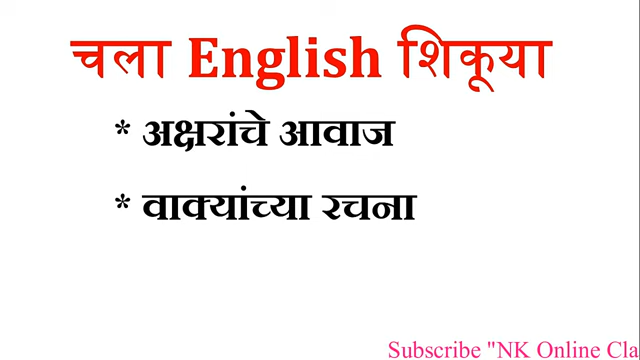 चला English शिकूया
* अक्षरांचे आवाज
* वाक्यांच्या रचना
Subscribe "NK Online Cla